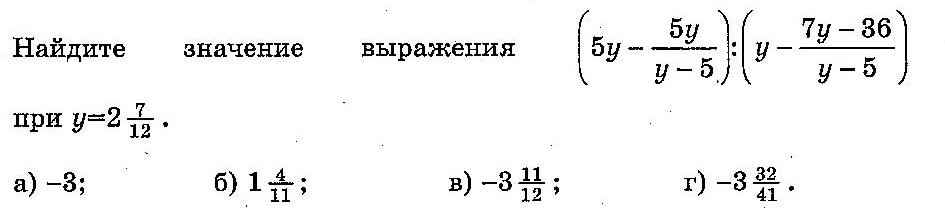 Найдите значение выражения (5y − 5y/(y − 5)) : (y − (7y − 36)/(y − 5))
при y=2 7/12 .
а) −3; б) 1 4/11 ; в) −3 11/12 ; г) −3 32/41 .